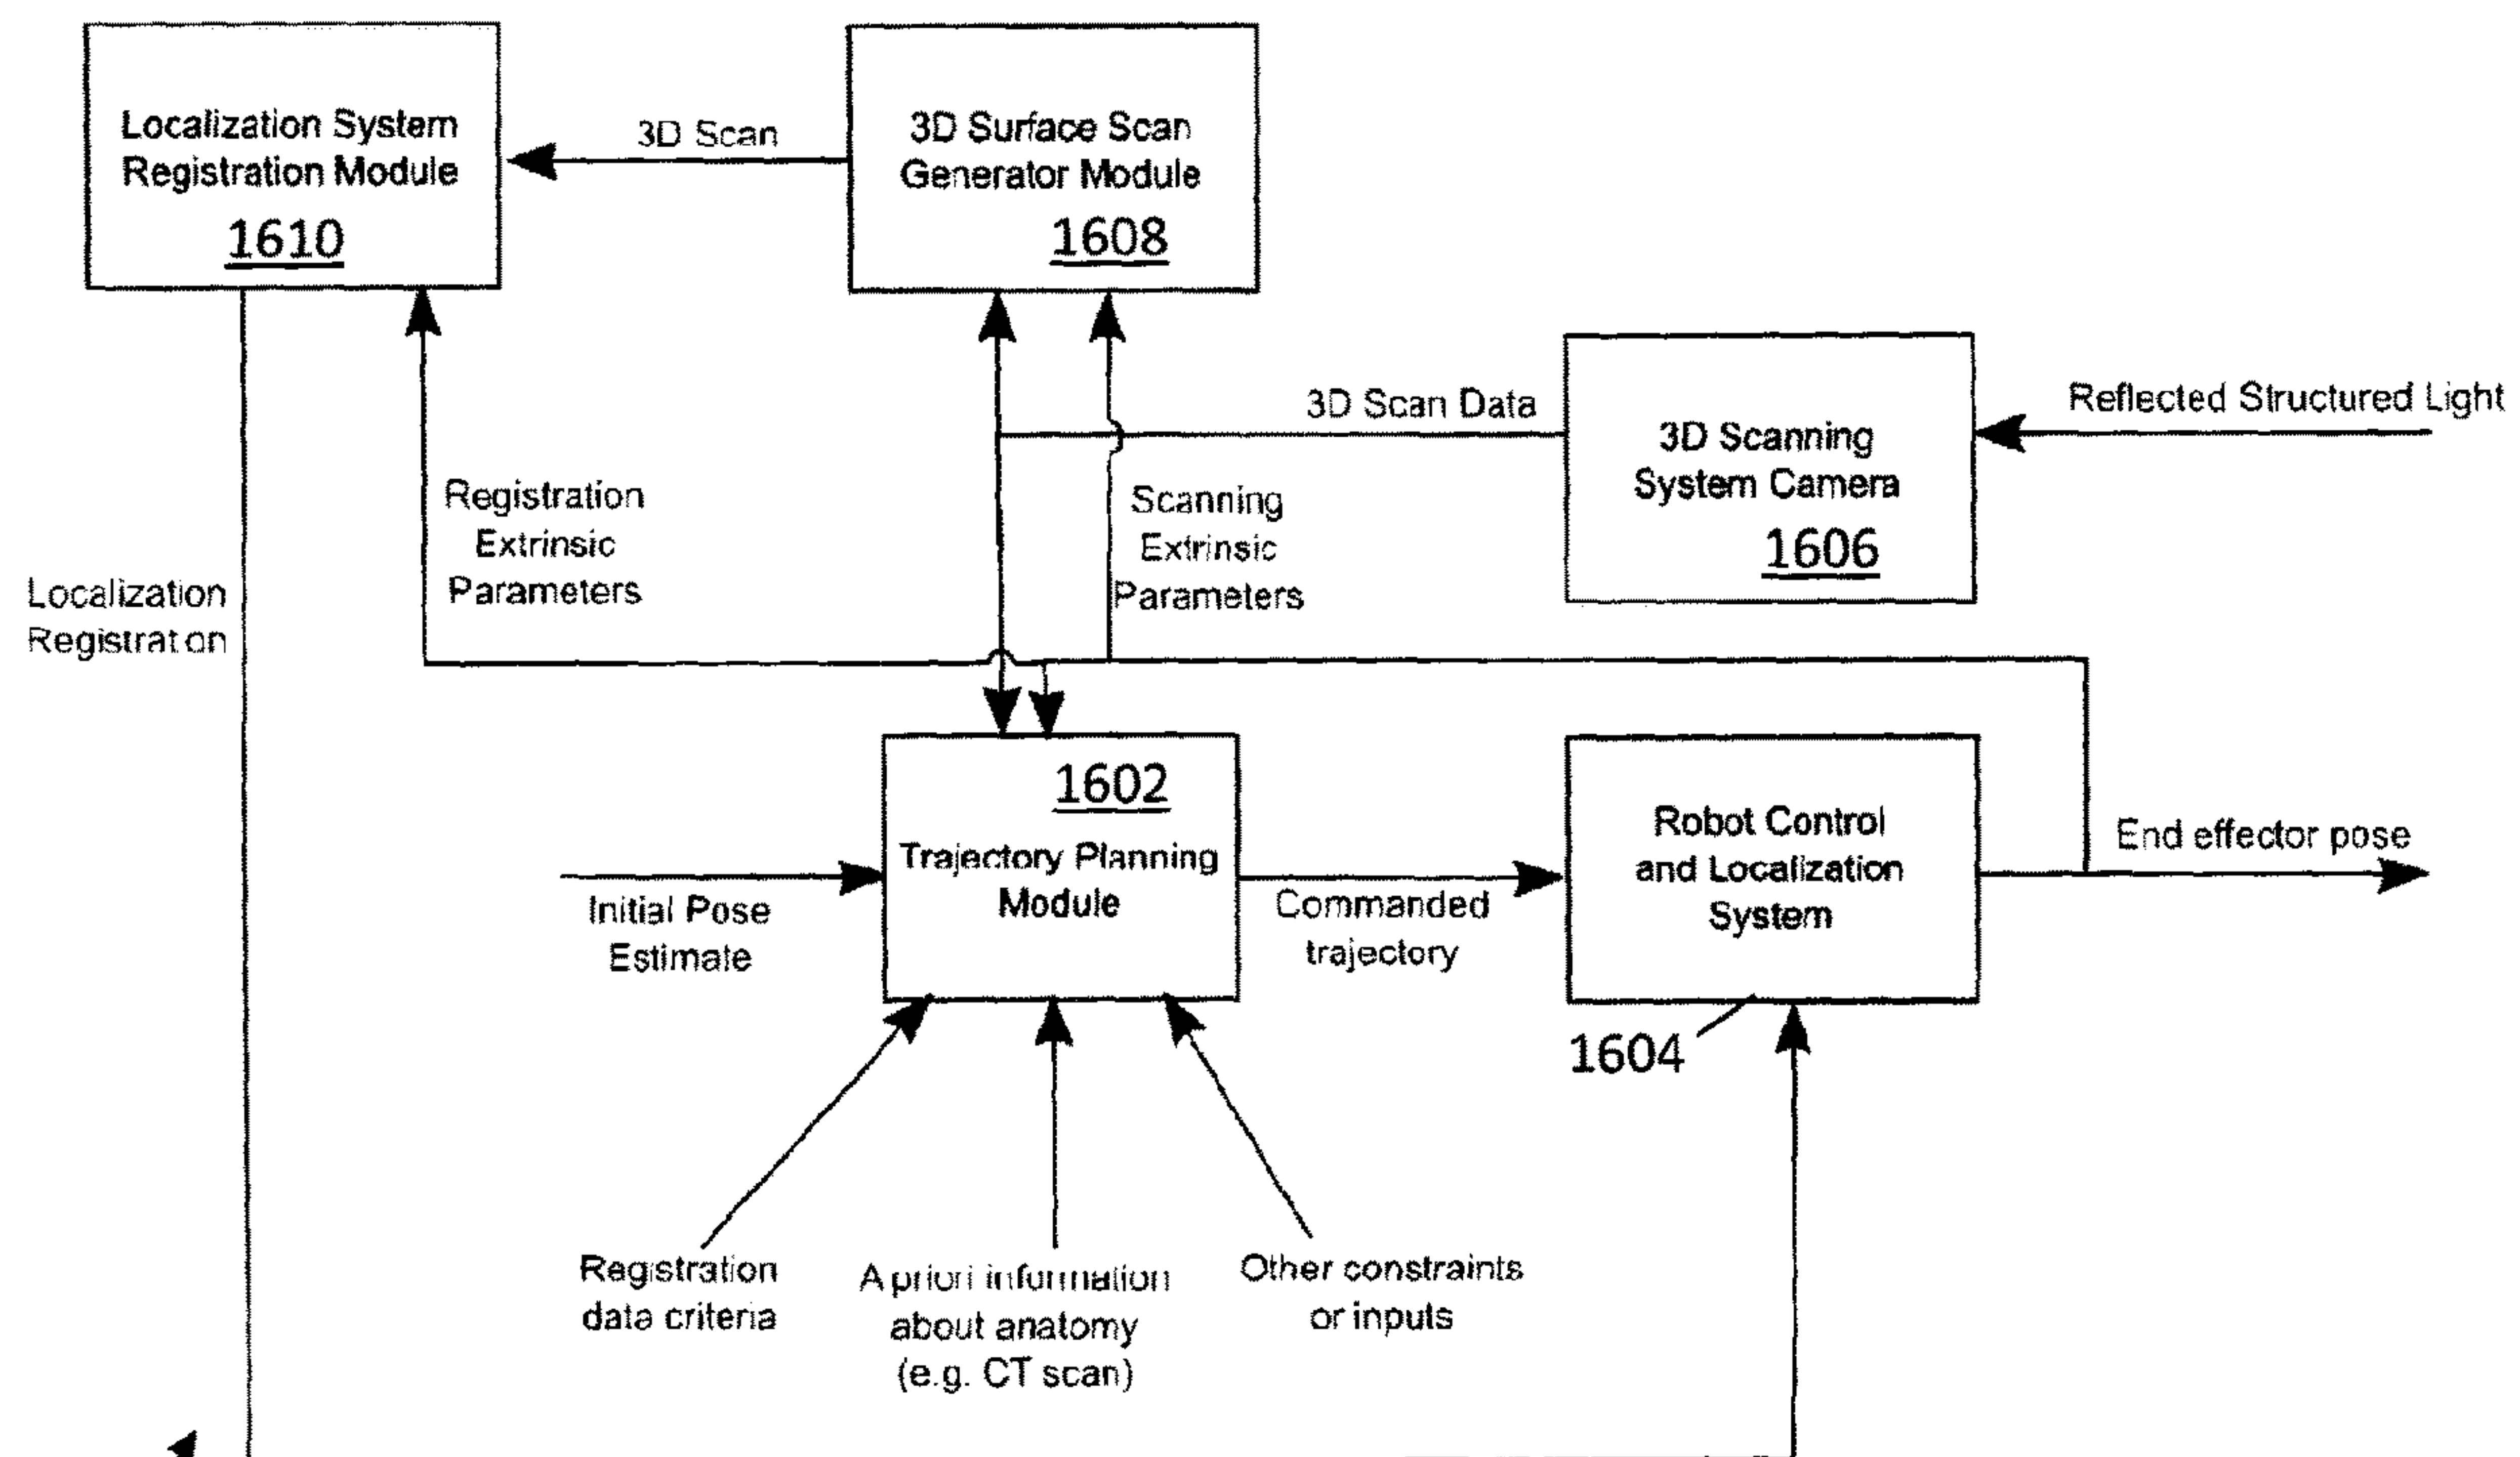 Localization System
Registration Module
1610
3D Scan
3D Surface Scan
Generator Module
1608
3D Scan Data
3D Scanning
System Camera
1606
Reflected Structured Light
Registration
Extrinsic
Parameters
Scanning
Extrinsic
Parameters
Localization
Registration
1602
Trajectory Planning
Module
Initial Pose
Estimate
Commanded
trajectory
Robot Control
and Localization
System
1604
End effector pose
Registration
data criteria
A priori information
about anatomy
(e.g. CT scan)
Other constraints
or inputs